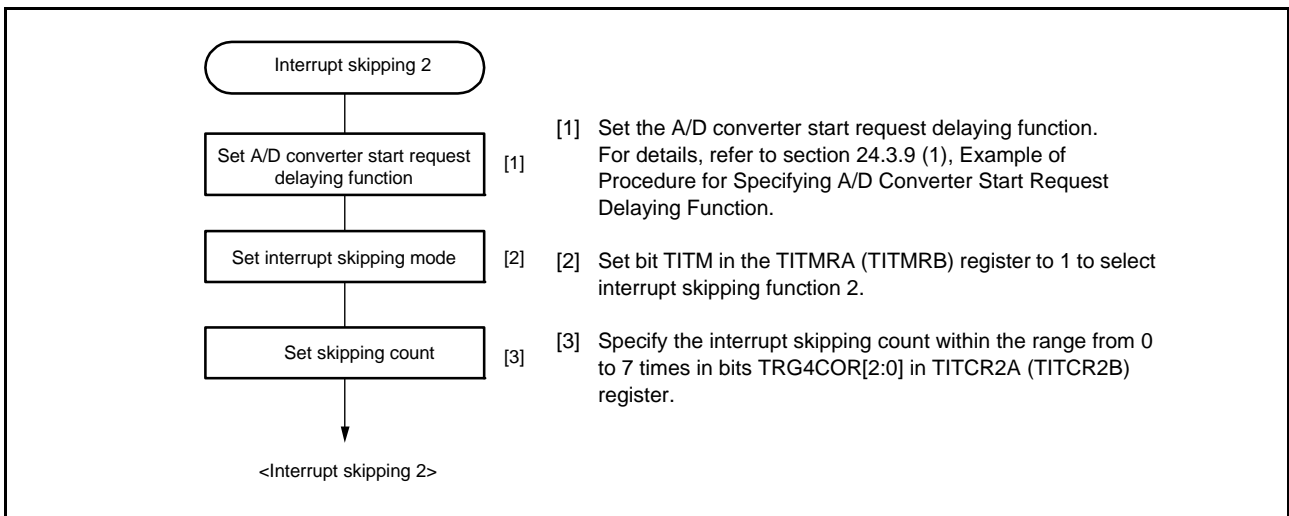 Interrupt skipping 2
Set A/D converter start request
delaying function
[1]
[1] Set the A/D converter start request delaying function.
For details, refer to section 24.3.9 (1), Example of
Procedure for Specifying A/D Converter Start Request
Delaying Function.
Set interrupt skipping mode
[2]
[2] Set bit TITM in the TITMRA (TITMRB) register to 1 to select
interrupt skipping function 2.
Set skipping count
[3]
[3] Specify the interrupt skipping count within the range from 0
to 7 times in bits TRG4COR[2:0] in TITCR2A (TITCR2B)
register.
<Interrupt skipping 2>